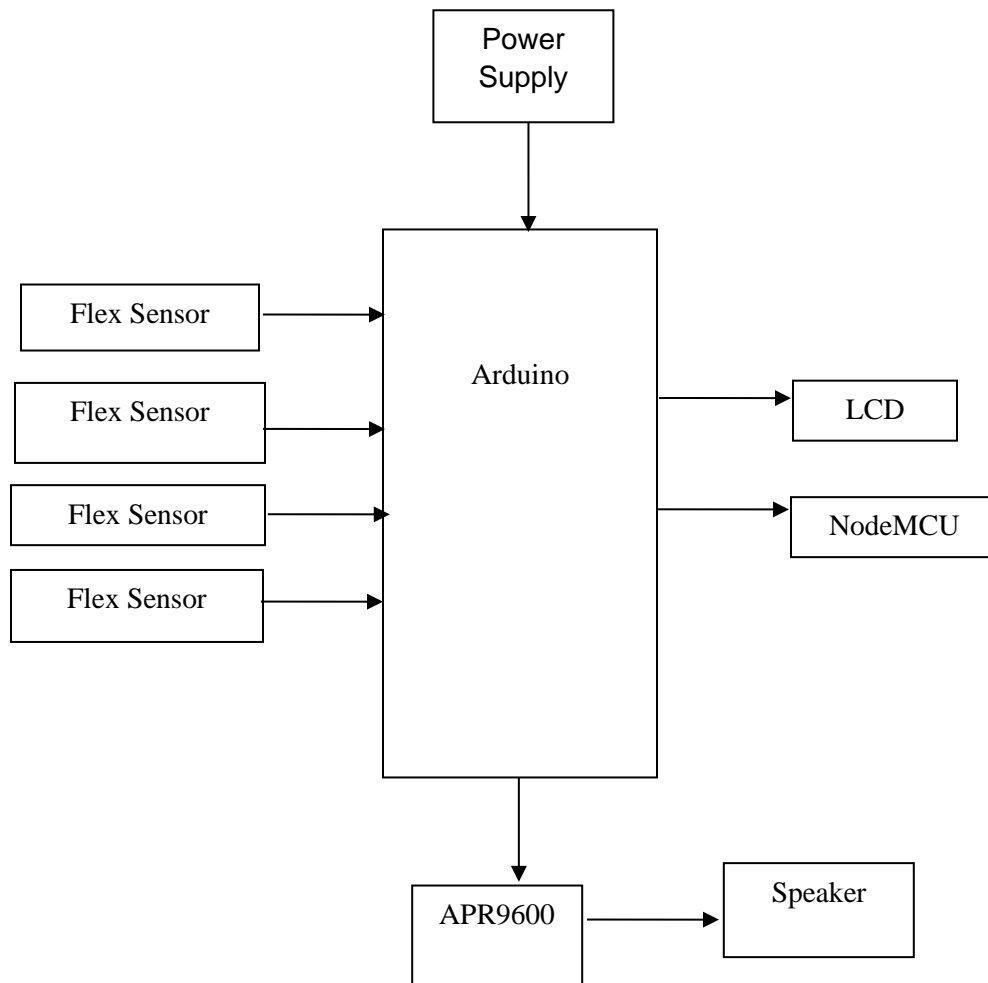 Power
Supply
Flex Sensor
Arduino
Flex Sensor
LCD
Flex Sensor
NodeMCU
Flex Sensor
APR9600
Speaker